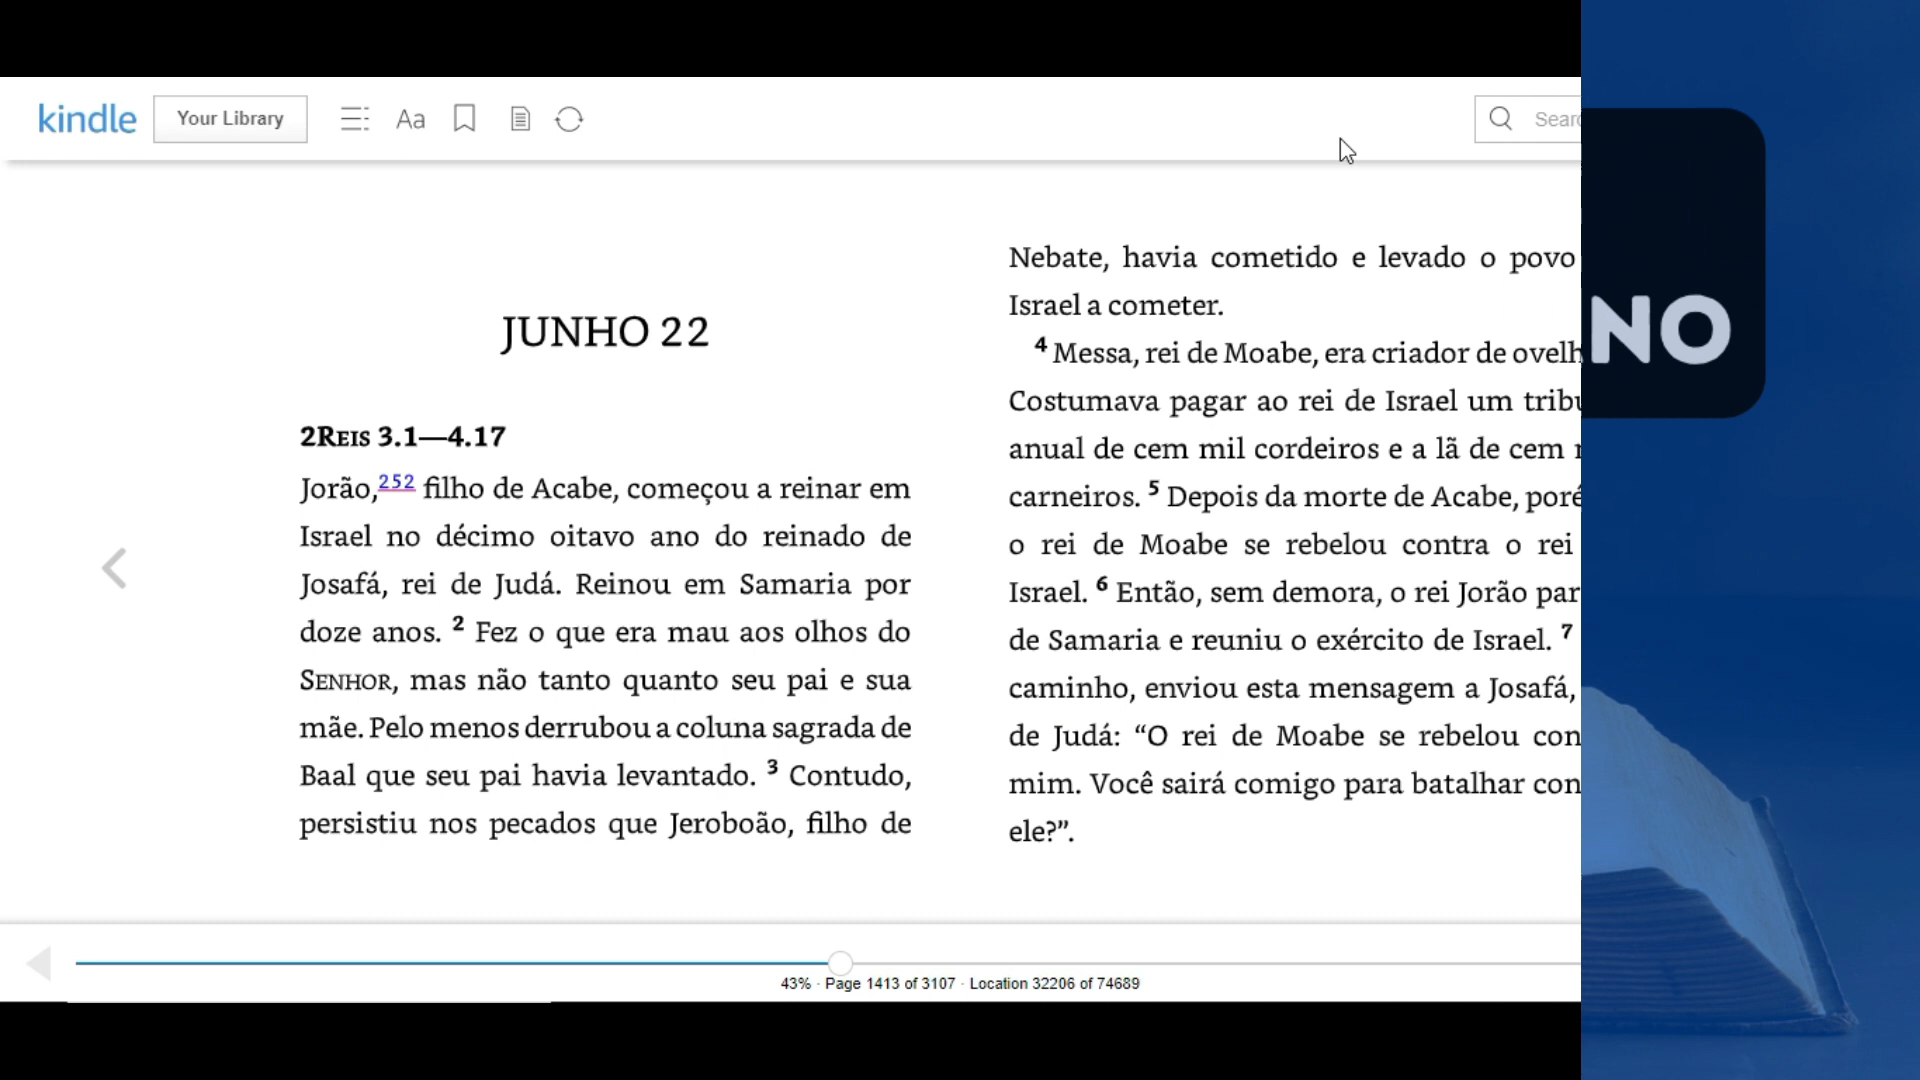 kindle
Your Library
Aa
JUNHO 22
2REIS 3.1—4.17
Jorão,252 filho de Acabe, começou a reinar em
Israel no décimo oitavo ano do reinado de
Josafá, rei de Judá. Reinou em Samaria por
doze anos. 2 Fez o que era mau aos olhos do
SENHOR, mas não tanto quanto seu pai e sua
mãe. Pelo menos derrubou a coluna sagrada de
Baal que seu pai havia levantado. 3 Contudo,
persistiu nos pecados que Jeroboão, filho de
Nebate, havia cometido e levado o povo
Israel a cometer.
4 Messa, rei de Moabe, era criador de
Costumava pagar ao rei de Israel um
anual de cem mil cordeiros e a lã de cem
carneiros. 5 Depois da morte de Acabe,
o rei de Moabe se rebelou contra o rei
Israel. 6 Então, sem demora, o rei Jorão
de Samaria e reuniu o exército de Israel. 7
caminho, enviou esta mensagem a Josafá,
de Judá: “O rei de Moabe se rebelou
mim. Você sairá comigo para batalhar
ele?”.
43% · Page 1413 of 3107 · Location 32206 of 74689
NO